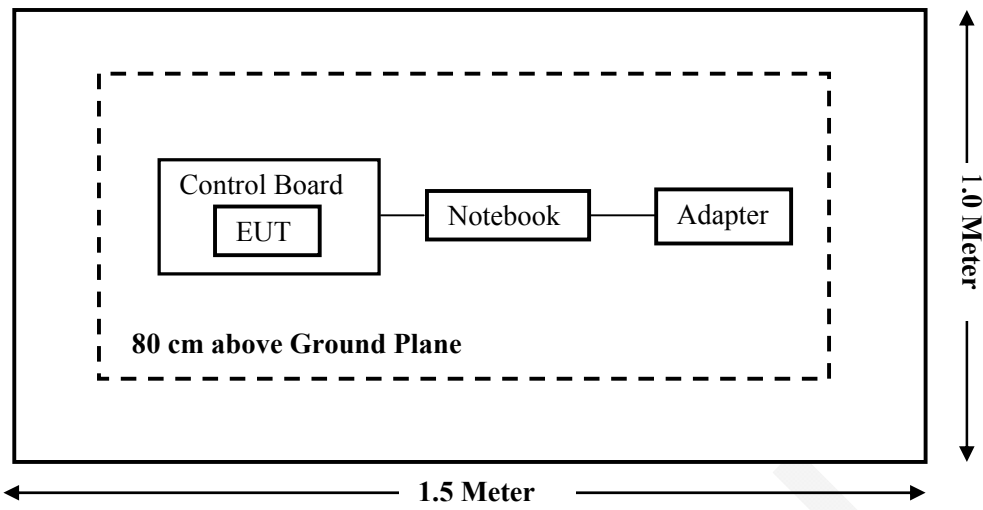 Control Board
EUT
Notebook
Adapter
80 cm above Ground Plane
1.0 Meter
1.5 Meter